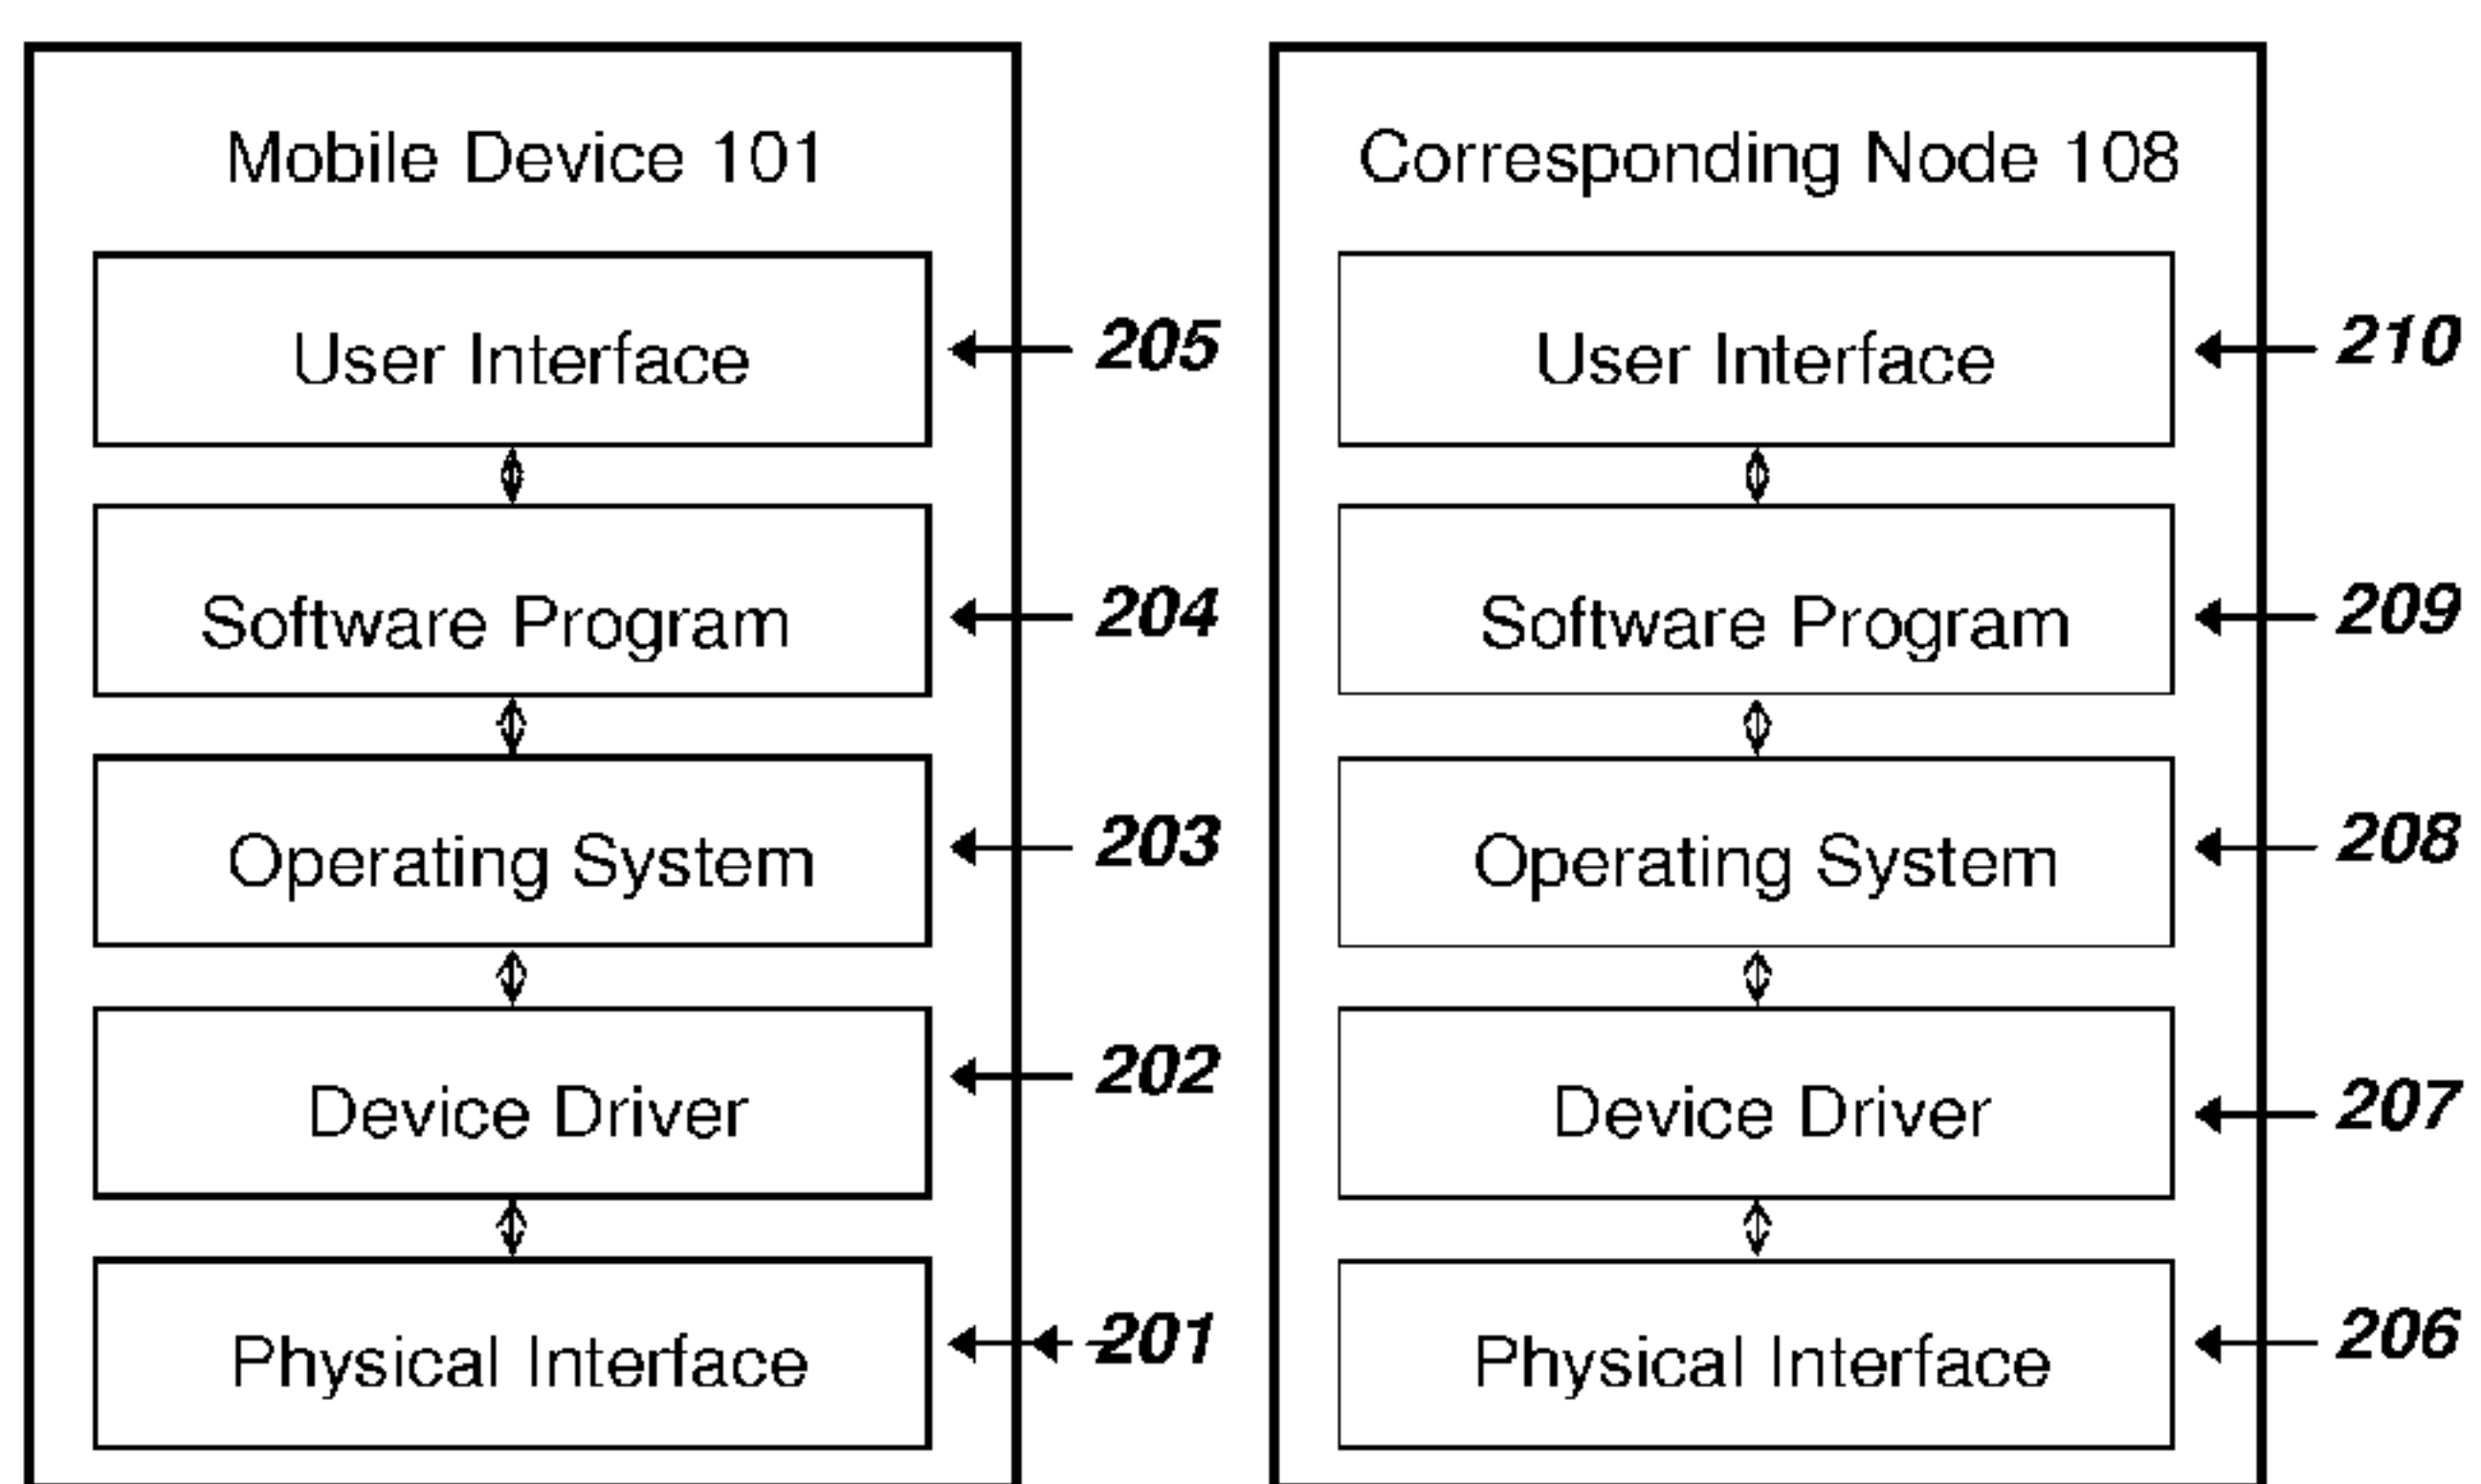 Mobile Device 101
User Interface
205
Software Program
204
Operating System
203
Device Driver
202
Physical Interface
201
Corresponding Node 108
User Interface
210
Software Program
209
Operating System
208
Device Driver
207
Physical Interface
206